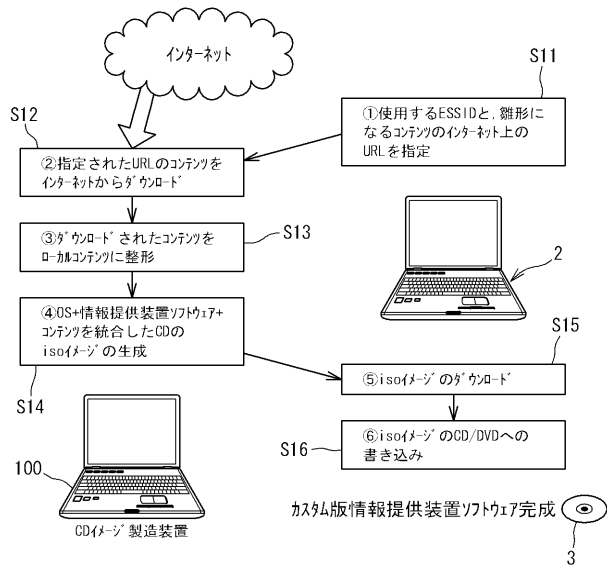 インターネット
S11
①使用するESSIDと,雛形に
なるコンテンツのインターネット上の
URLを指定
S12
②指定されたURLのコンテンツを
インターネットからダウンロード
S13
③ダウンロードされたコンテンツを
ローカルコンテンツに整形
2
④OS+情報提供装置ソフトウェア+
コンテンツを統合したCDの
isoイメージの生成
S14
S15
⑤isoイメージのダウンロード
⑥isoイメージのCD/DVDへの
書き込み
S16
100
CDイメージ製造装置
カスタム版情報提供装置ソフトウェア完成
3